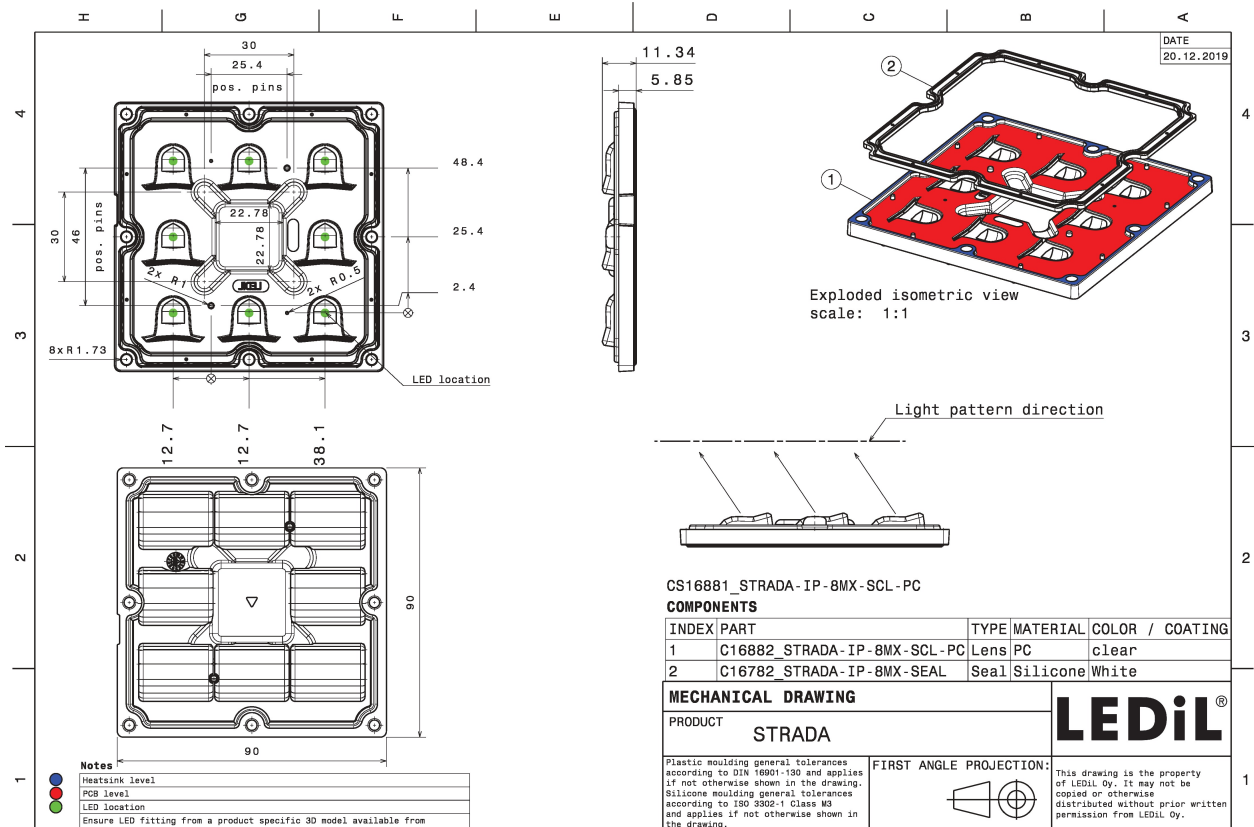 H G F E D C B A
DATE
20.12.2019
4
4
3
3
2
2
1
1
30
25.4
pos. pins
48.4
25.4
2.4
46
30
pos. pins
22.78
22.78
2x R1
2x R0.5
LEDiL
8xR1.73
LED location
12.7
12.7
38.1
11.34
5.85
2
1
Exploded isometric view
scale: 1:1
Light pattern direction
90
90
CS16881_STRADA-IP-8MX-SCL-PC
COMPONENTS
INDEX PART TYPE MATERIAL COLOR / COATING
1 C16882_STRADA-IP-8MX-SCL-PC Lens PC clear
2 C16782_STRADA-IP-8MX-SEAL Seal Silicone White
MECHANICAL DRAWING
PRODUCT
STRADA
LEDiL®
Plastic moulding general tolerances
according to DIN 16901-130 and applies
if not otherwise shown in the drawing.
Silicone moulding general tolerances
according to ISO 3302-1 Class M3
and applies if not otherwise shown in
the drawing.
FIRST ANGLE PROJECTION:
This drawing is the property
of LEDiL Oy. It may not be
copied or otherwise
distributed without prior written
permission from LEDiL Oy.
Notes
Heatsink level
PCB level
LED location
Ensure LED fitting from a product specific 3D model available from